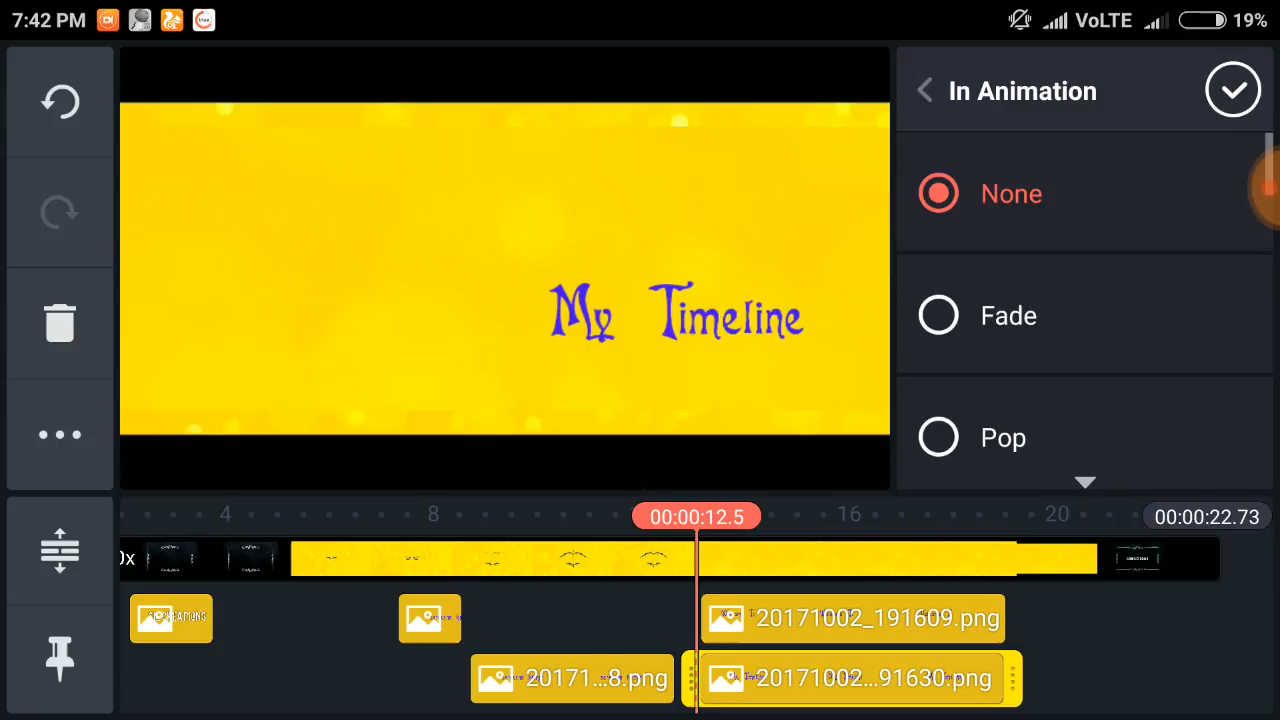 7:42 PM
VoLTE
19%
In Animation
None
Fade
Pop
My Timeline
4
8
00:00:12.5
16
20
00:00:22.73
0x
20171002_191609.png
20171...8.png
20171002...91630.png